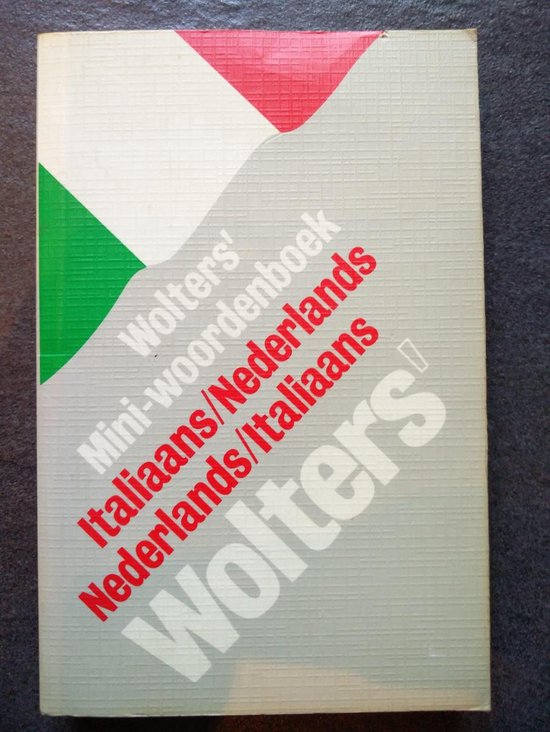 Wolters'
Mini-woordenboek
Italiaans/Nederlands
Nederlands/Italiaans
Wolters'